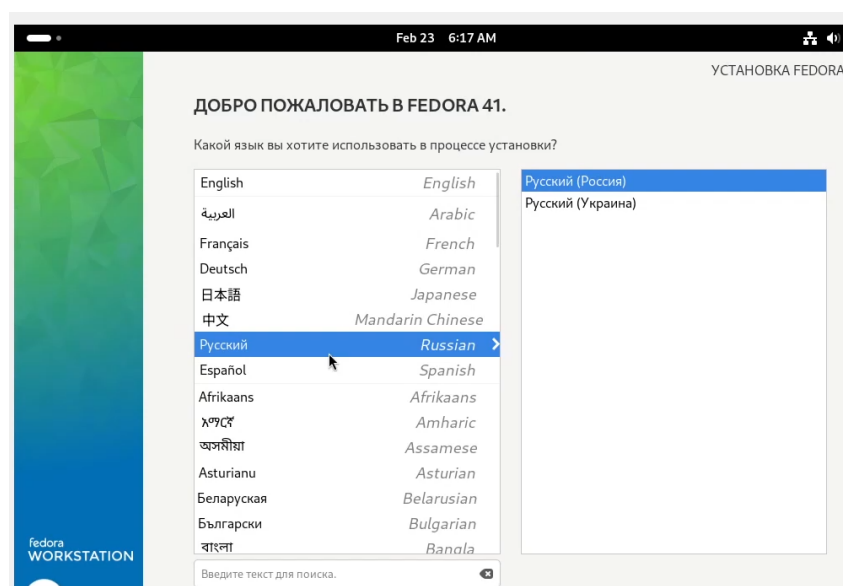 Feb 23 6:17 AM
УСТАНОВКА FEDORA
ДОБРО ПОЖАЛОВАТЬ В FEDORA 41.
Какой язык вы хотите использовать в процессе установки?
English English
العربية Arabic
Français French
Deutsch German
日本語 Japanese
中文 Mandarin Chinese
Русский Russian
Español Spanish
Afrikaans Afrikaans
አማርኛ Amharic
অসমীয়া Assamese
Asturianu Asturian
Беларуская Belarusian
Български Bulgarian
বাংলা Bangla
Введите текст для поиска.
Русский (Россия)
Русский (Украина)
fedora
WORKSTATION